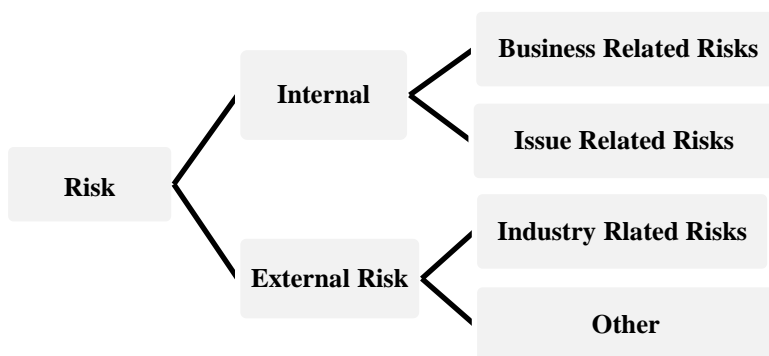 Business Related Risks
Internal
Issue Related Risks
Risk
Industry Rlated Risks
External Risk
Other